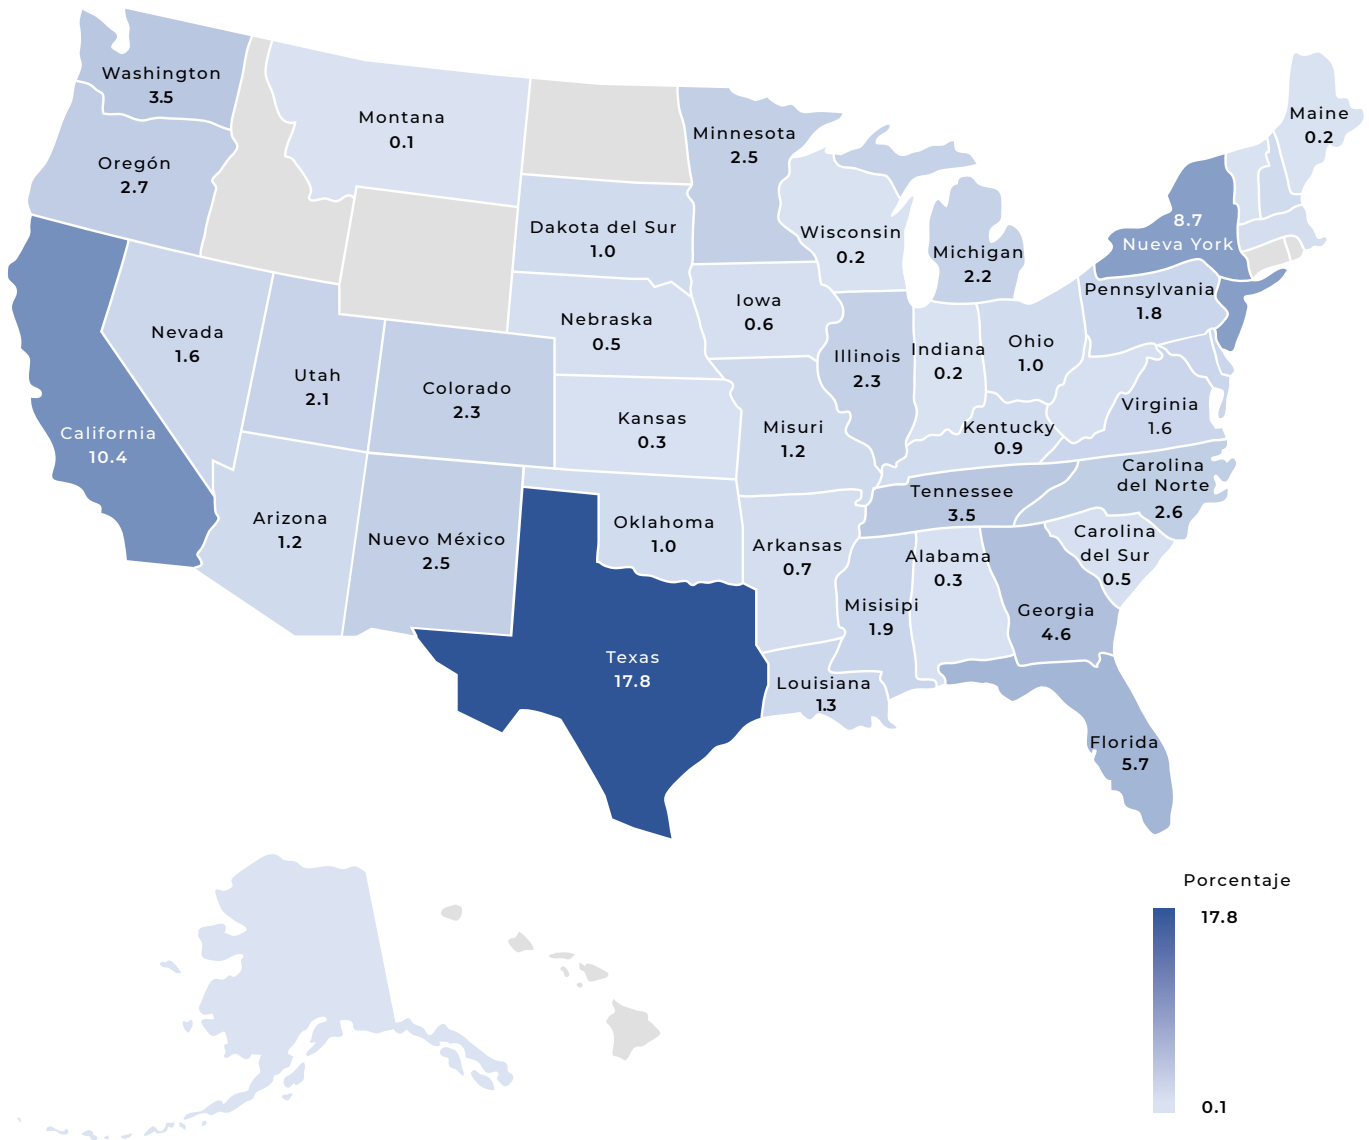 Washington
3.5
Montana
0.1
Minnesota
2.5
Maine
0.2
Oregón
2.7
Dakota del Sur
1.0
Wisconsin
0.2
Michigan
2.2
8.7
Nueva York
Nevada
1.6
Utah
2.1
Colorado
2.3
Nebraska
0.5
Iowa
0.6
Illinois
2.3
Indiana
0.2
Ohio
1.0
Pennsylvania
1.8
California
10.4
Kansas
0.3
Misuri
1.2
Kentucky
0.9
Virginia
1.6
Arizona
1.2
Nuevo México
2.5
Oklahoma
1.0
Arkansas
0.7
Tennessee
3.5
Carolina
del Norte
2.6
Carolina
del Sur
0.5
Texas
17.8
Louisiana
1.3
Misisipi
1.9
Alabama
0.3
Georgia
4.6
Florida
5.7
Porcentaje
17.8
0.1